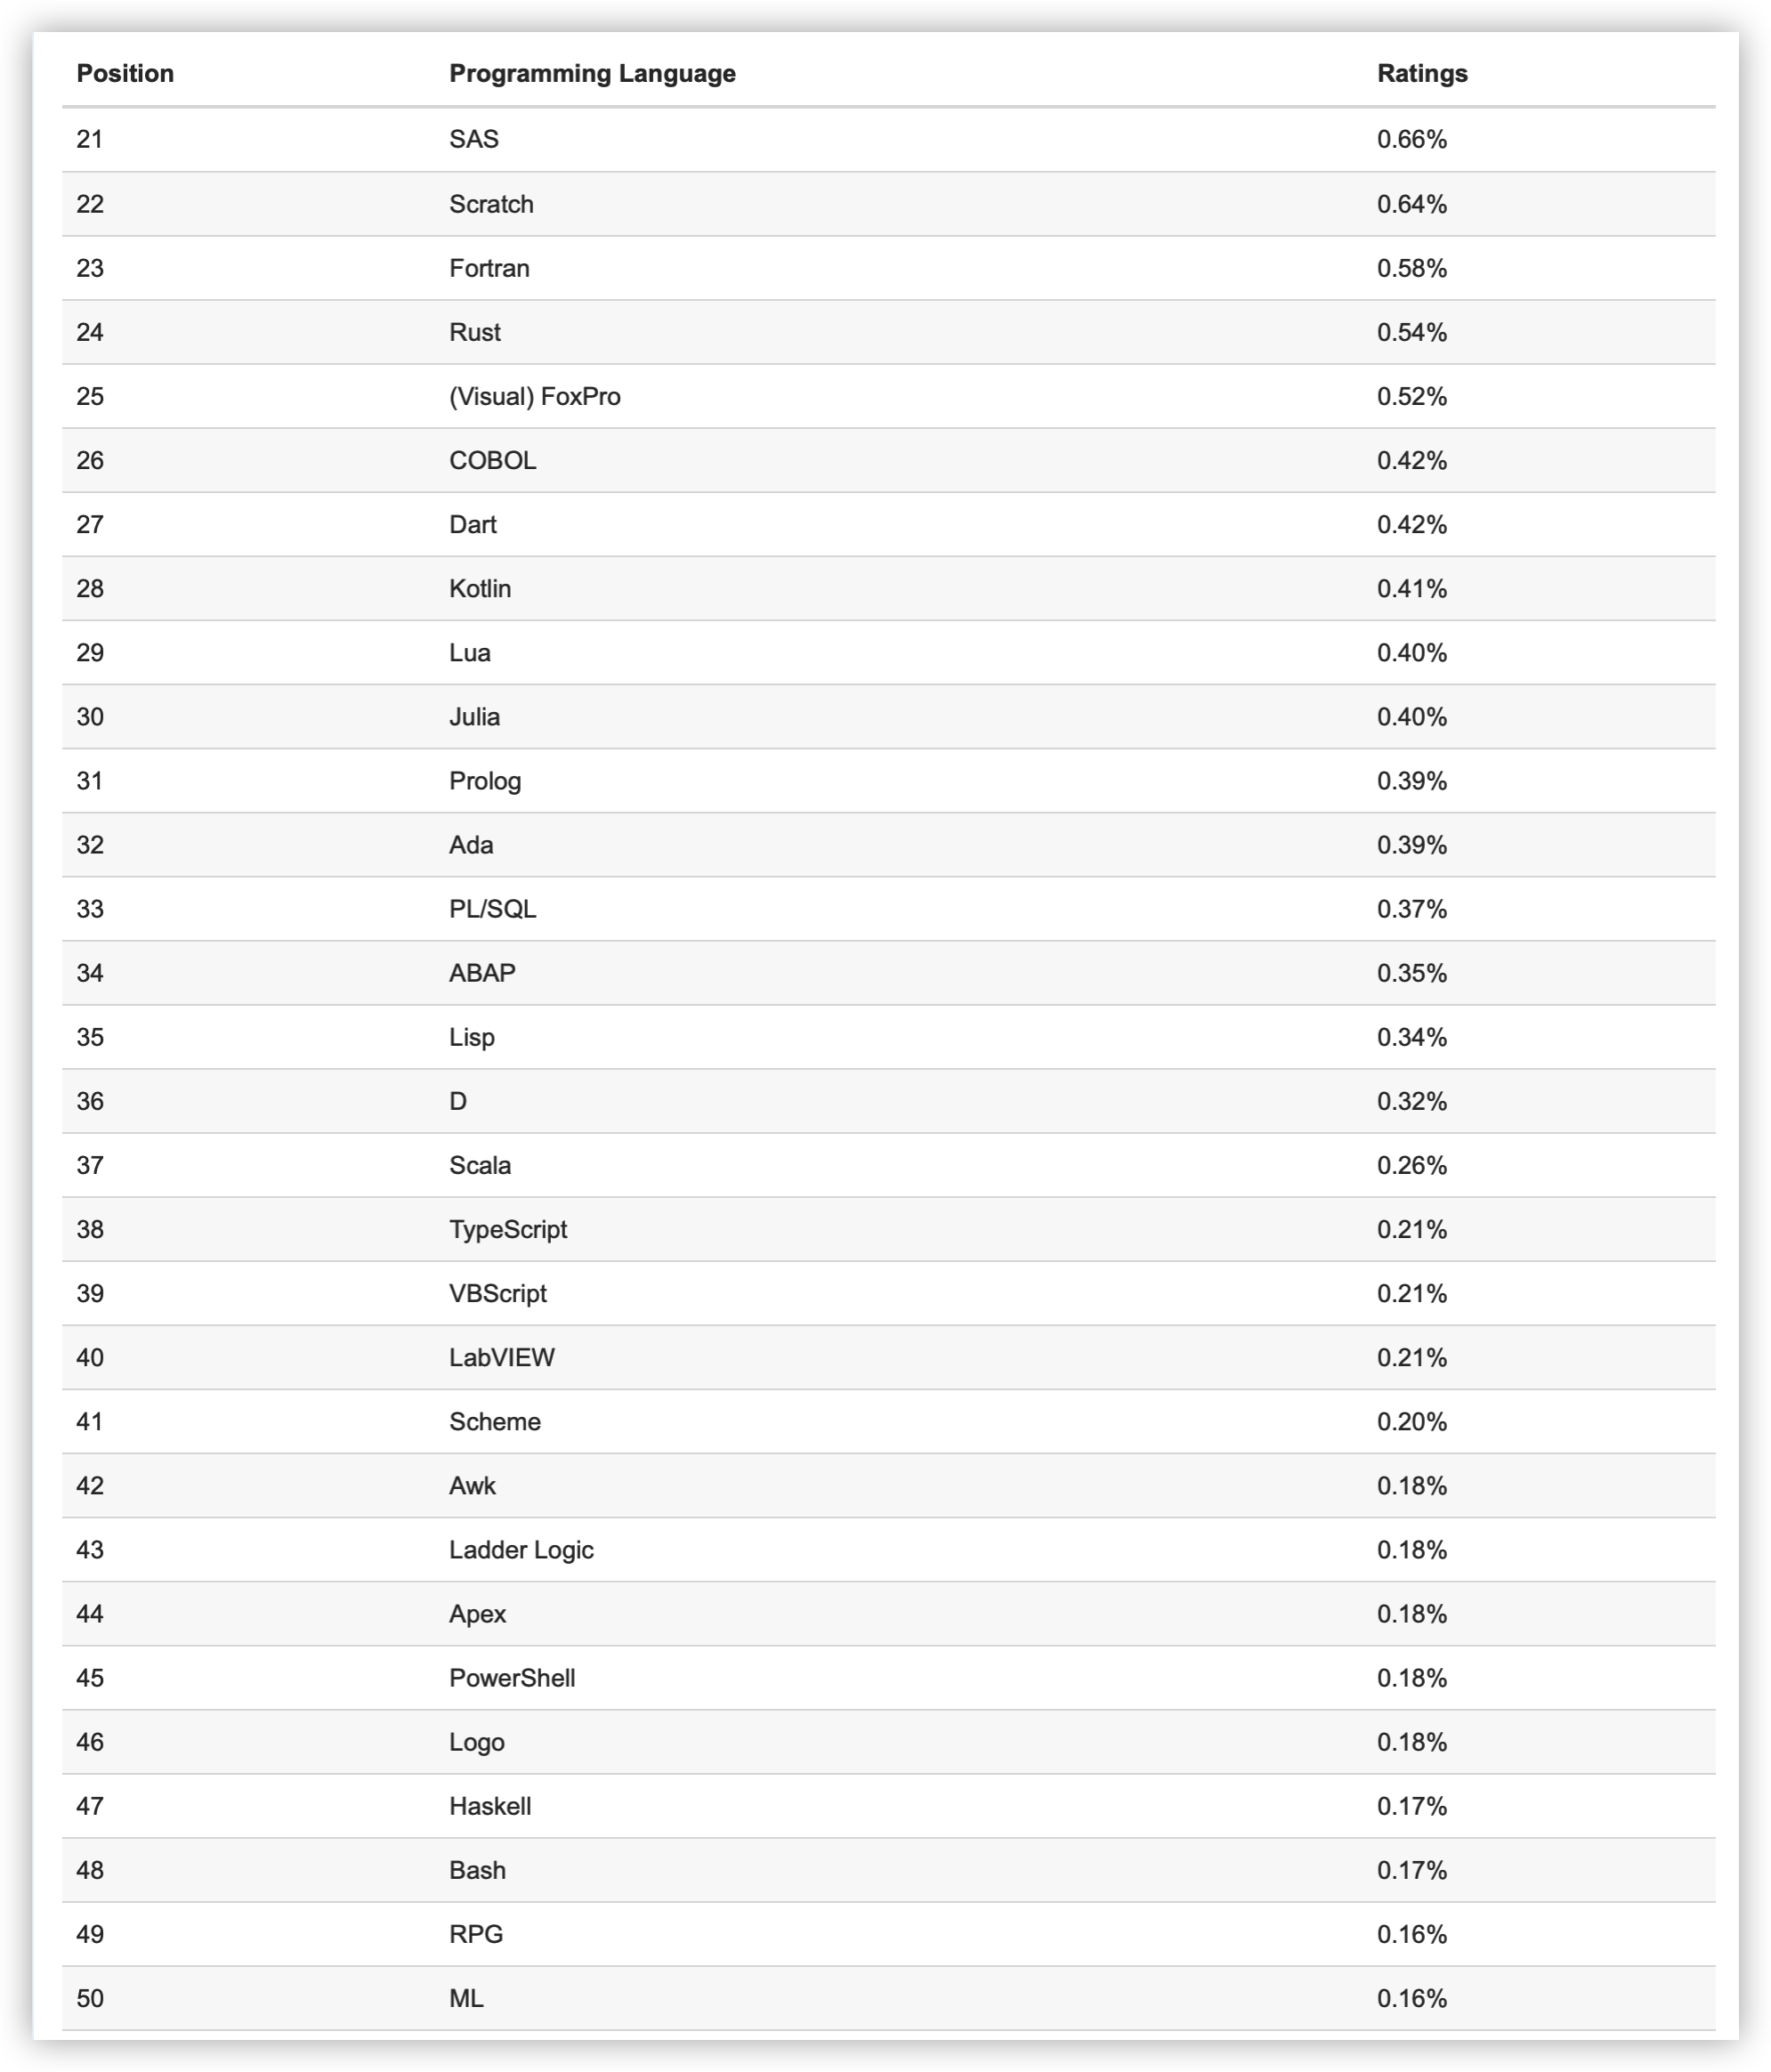 Position Programming Language Ratings
21 SAS 0.66%
22 Scratch 0.64%
23 Fortran 0.58%
24 Rust 0.54%
25 (Visual) FoxPro 0.52%
26 COBOL 0.42%
27 Dart 0.42%
28 Kotlin 0.41%
29 Lua 0.40%
30 Julia 0.40%
31 Prolog 0.39%
32 Ada 0.39%
33 PL/SQL 0.37%
34 ABAP 0.35%
35 Lisp 0.34%
36 D 0.32%
37 Scala 0.26%
38 TypeScript 0.21%
39 VBScript 0.21%
40 LabVIEW 0.21%
41 Scheme 0.20%
42 Awk 0.18%
43 Ladder Logic 0.18%
44 Apex 0.18%
45 PowerShell 0.18%
46 Logo 0.18%
47 Haskell 0.17%
48 Bash 0.17%
49 RPG 0.16%
50 ML 0.16%